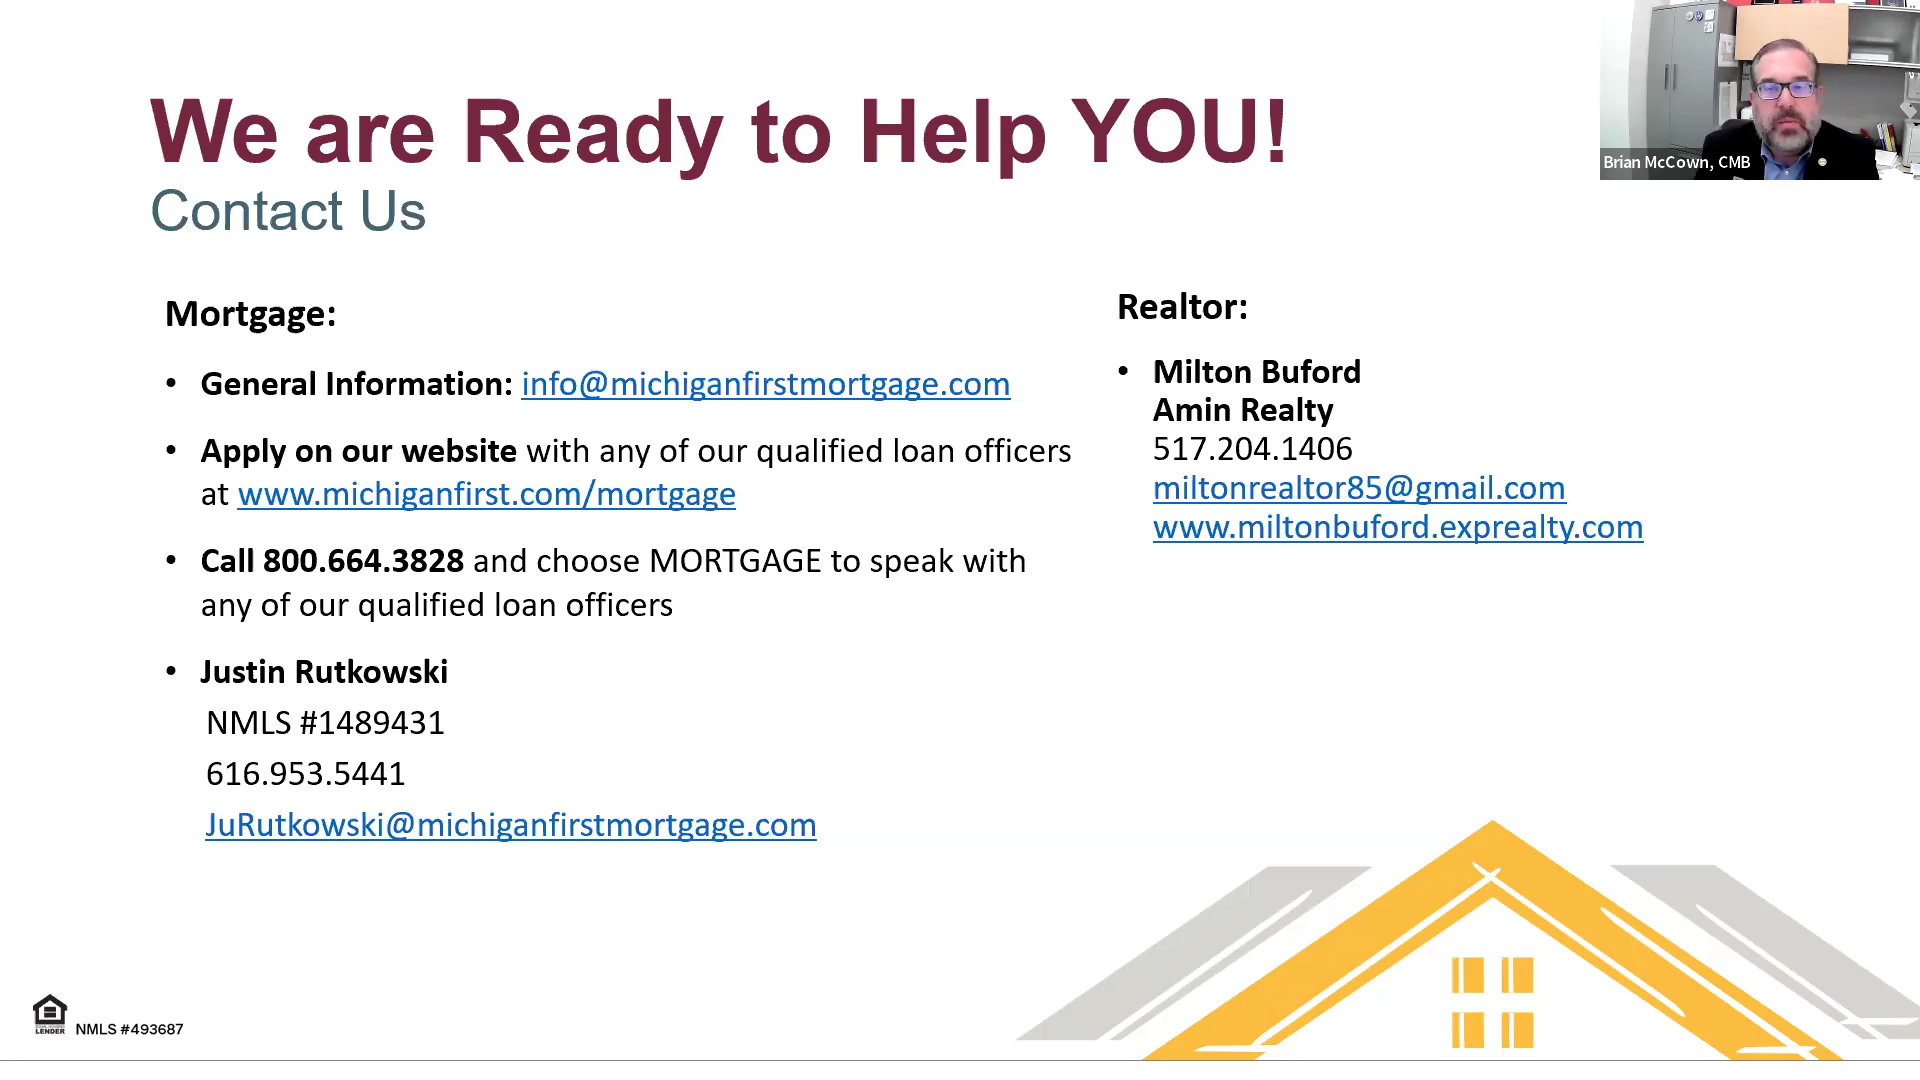 We are Ready to Help YOU!
Contact Us
Brian McCown, CMB
Mortgage:
• General Information: info@michiganfirstmortgage.com
• Apply on our website with any of our qualified loan officers
at www.michiganfirst.com/mortgage
• Call 800.664.3828 and choose MORTGAGE to speak with
any of our qualified loan officers
• Justin Rutkowski
NMLS #1489431
616.953.5441
JuRutkowski@michiganfirstmortgage.com
Realtor:
• Milton Buford
Amin Realty
517.204.1406
miltonrealtor85@gmail.com
www.miltonbuford.exprealty.com
EQUAL HOUSING
LENDER
NMLS #493687